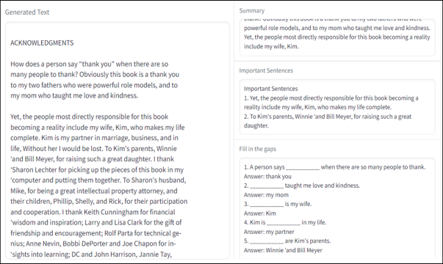 Generated Text
ACKNOWLEDGMENTS
How does a person say "thank you" when there are so
many people to thank? Obviously this book is a thank you
to my two fathers who were powerful role models, and to
my mom who taught me love and kindness.
Yet, the people most directly responsible for this book
becoming a reality include my wife, Kim, who makes my life
complete. Kim is my partner in marriage, business, and in
life, Without her I would be lost. To Kim's parents, Winnie
'and Bill Meyer, for raising such a great daughter. I thank
'Sharon Lechter for picking up the pieces of this book in my
'computer and putting them together. To Sharon's husband,
Mike, for being a great intellectual property attorney, and
their children, Phillip, Shelly, and Rick, for their participation
and cooperation. I thank Keith Cunningham for financial
'wisdom and inspiration; Larry and Lisa Clark for the gift of
friendship and encouragement; Rolf Parta for technical ge-
nius; Anne Nevin, Bobbi DePorter and Joe Chapon for in-
'sights into learning; DC and John Harrison, Jannie Tay,
Summary
thank? Obviously this book is a thank you to my two fathers who were
powerful role models, and to my mom who taught me love and kindness.
Yet, the people most directly responsible for this book becoming a reality
include my wife, Kim.
Important Sentences
Important Sentences
1. Yet, the people most directly responsible for this book becoming a
reality include my wife, Kim, who makes my life complete.
2. To Kim's parents, Winnie 'and Bill Meyer, for raising such a great
daughter.
Fill in the gaps
1. A person says __________ when there are so many people to thank.
Answer: thank you
2. __________ taught me love and kindness.
Answer: my mom
3. __________ is my wife.
Answer: Kim
4. Kim is __________ in my life.
Answer: my partner
5. __________ are Kim's parents.
Answer: Winnie 'and Bill Meyer